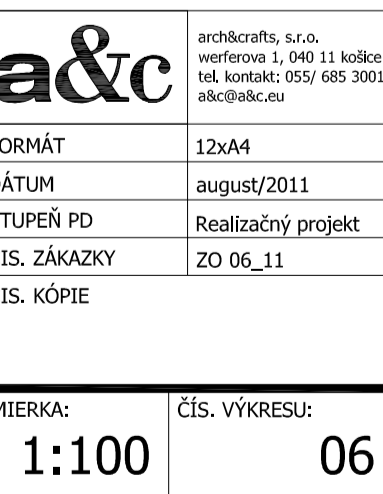 a&c
arch&crafts, s.r.o.
werferova 1, 040 11 košice
tel. kontakt: 055/ 685 3001
a&c@a&c.eu
ORMÁT 12xA4
ÁTUM august/2011
TUPEŇ PD Realizačný projekt
IS. ZÁKAZKY ZO 06_11
IS. KÓPIE
MIERKA: ČÍS. VÝKRESU:
1:100 06